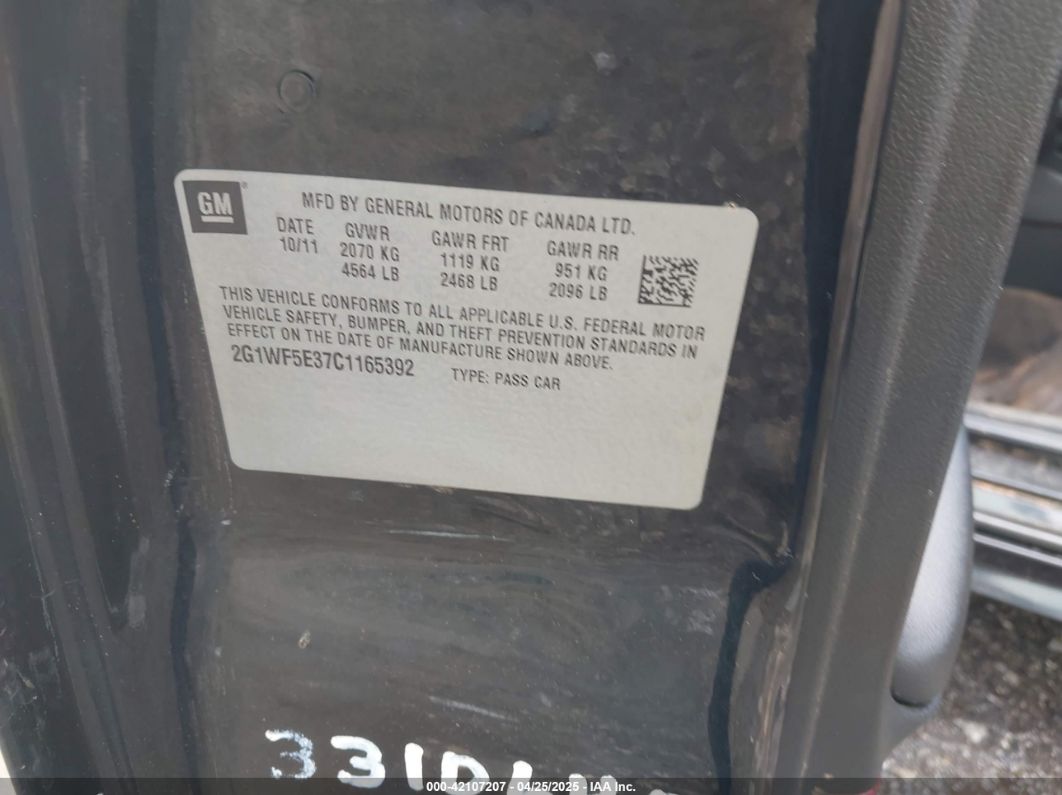 GM
MFD BY GENERAL MOTORS OF CANADA LTD.
DATE GVWR GAWR FRT GAWR RR
10/11 2070 KG 1119 KG 951 KG
4564 LB 2468 LB 2096 LB
THIS VEHICLE CONFORMS TO ALL APPLICABLE U.S. FEDERAL MOTOR
VEHICLE SAFETY, BUMPER, AND THEFT PREVENTION STANDARDS IN
EFFECT ON THE DATE OF MANUFACTURE SHOWN ABOVE.
2G1WF5E37C1165392 TYPE: PASS CAR
000-42107207 - 04/25/2025 - IAA Inc.